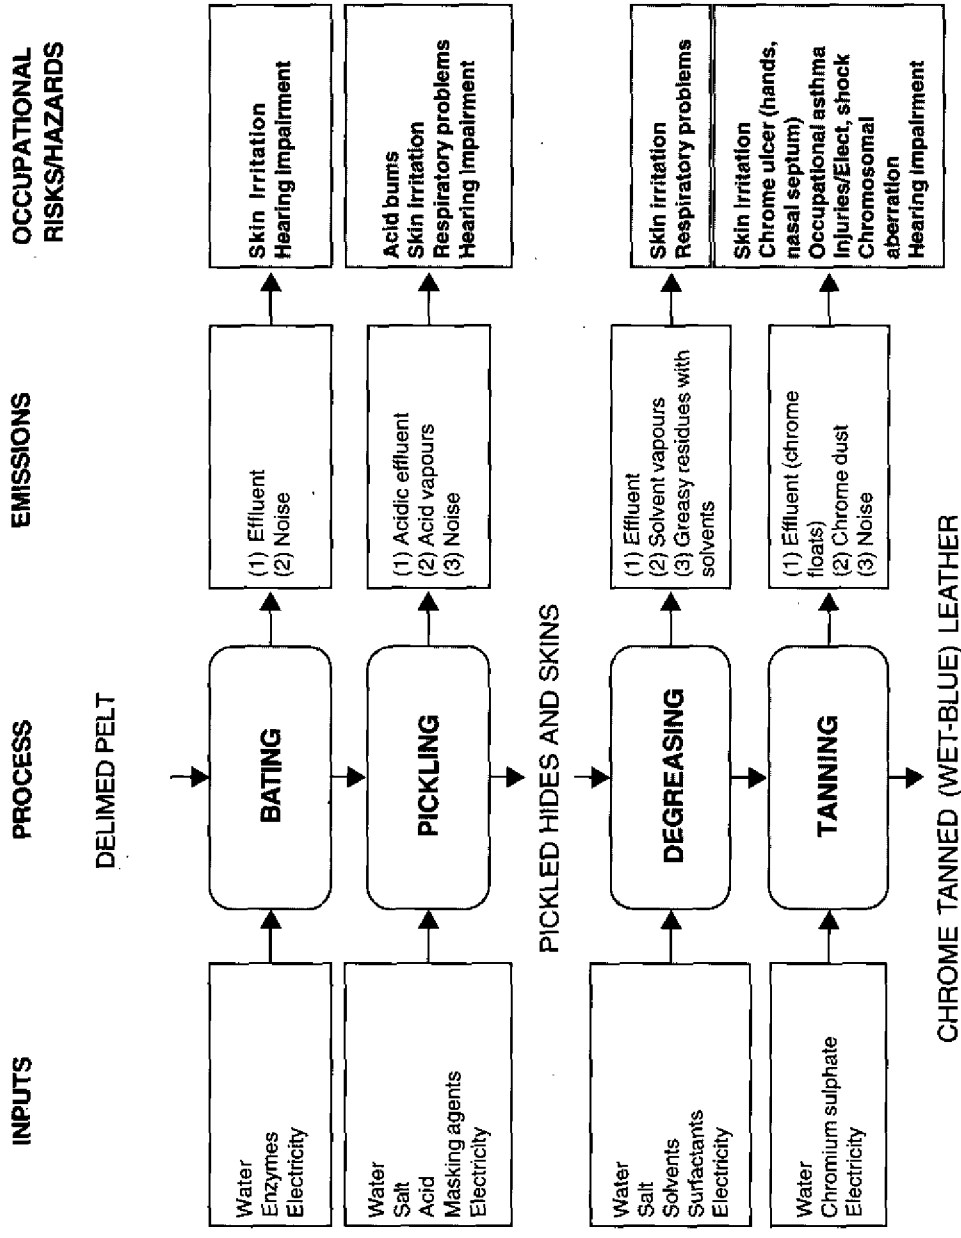 INPUTS
PROCESS
EMISSIONS
OCCUPATIONAL
RISKS/HAZARDS
DELIMED PELT
Water
Enzymes
Electricity
BATING
(1) Effluent
(2) Noise
Skin Irritation
Hearing Impairment
Water
Salt
Acid
Masking agents
Electricity
PICKLING
(1) Acidic effluent
(2) Acid vapours
(3) Noise
Acid burns
Skin Irritation
Respiratory problems
Hearing Impairment
PICKLED HIDES AND SKINS
Water
Salt
Solvents
Surfactants
Electricity
DEGREASING
(1) Effluent
(2) Solvent vapours
(3) Greasy residues with
solvents
Skin irritation
Respiratory problems
Water
Chromium sulphate
Electricity
TANNING
(1) Effluent (chrome
floats)
(2) Chrome dust
(3) Noise
Skin Irritation
Chrome ulcer (hands,
nasal septum)
Occupational asthma
Injuries/Elect, shock
Chromosomal
aberration
Hearing Impairment
CHROME TANNED (WET-BLUE) LEATHER